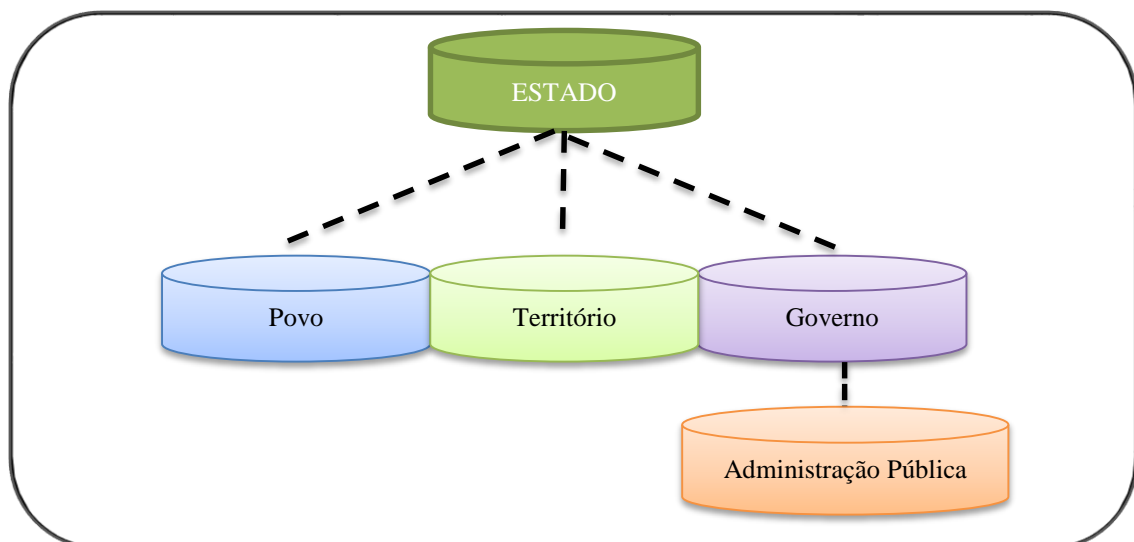 ESTADO
Povo
Território
Governo
Administração Pública